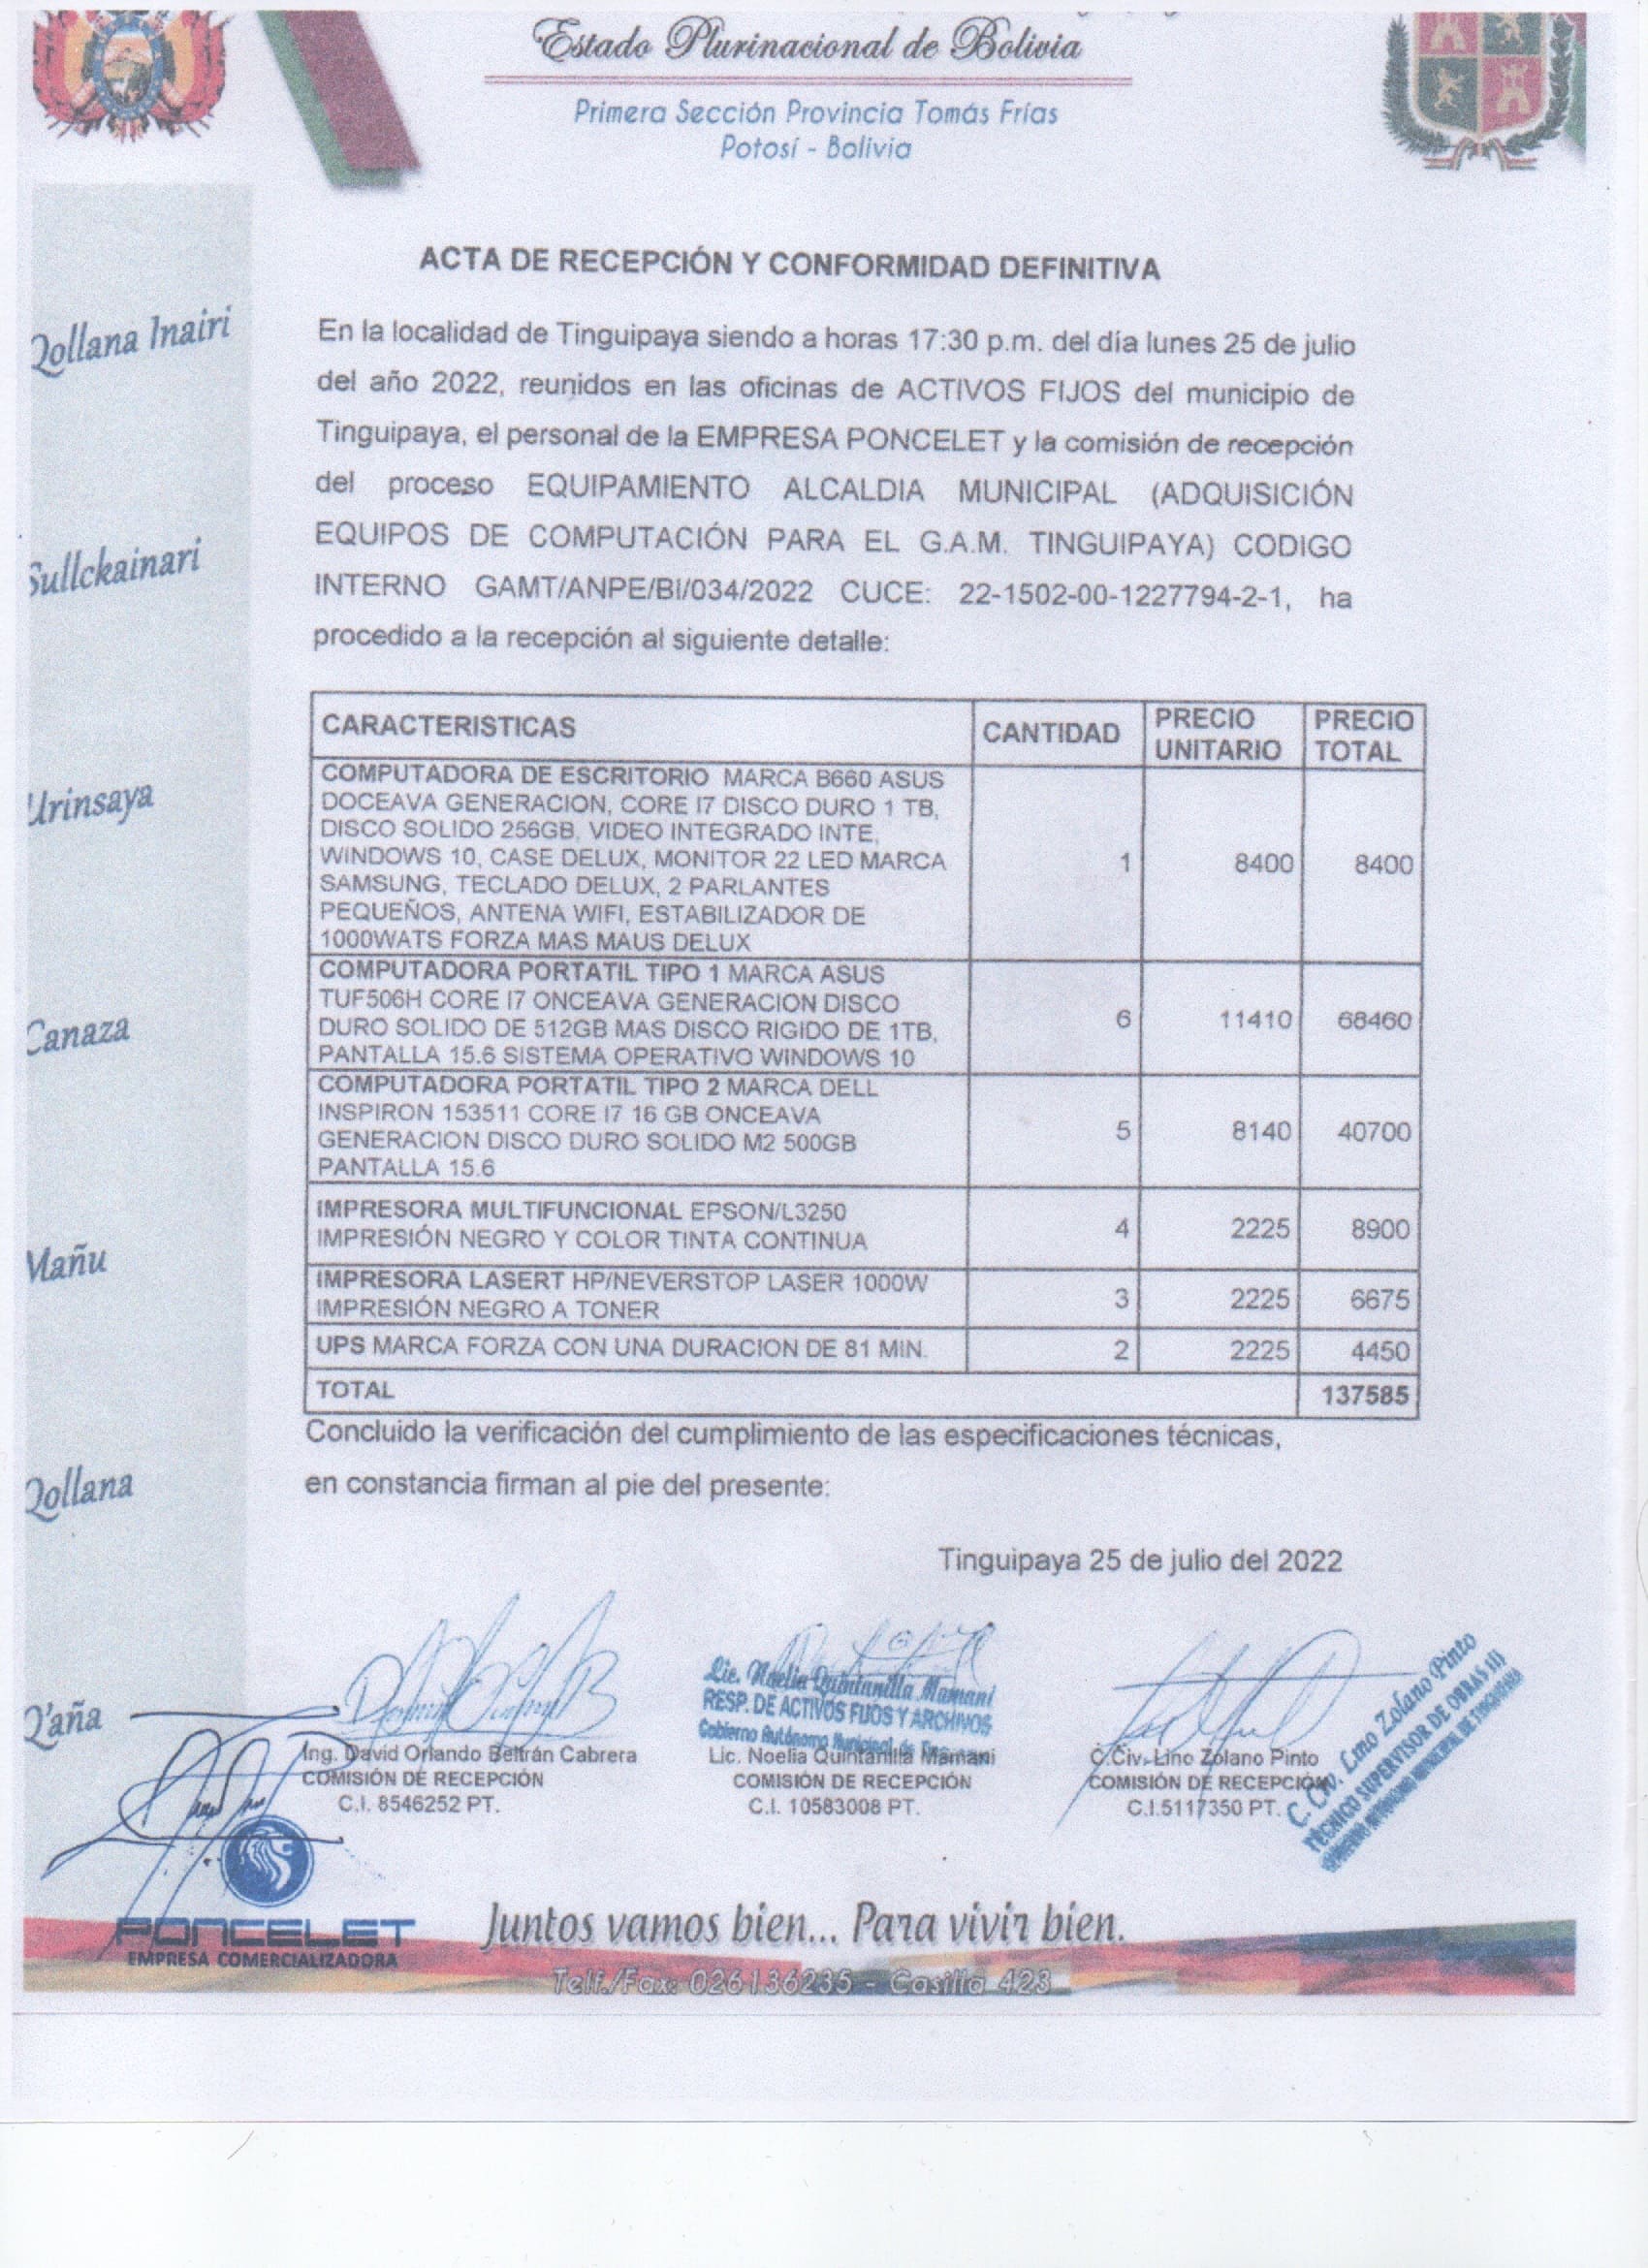 Estado Plurinacional de Bolivia
Primera Sección Provincia Tomás Frías
Potosí - Bolivia
ACTA DE RECEPCIÓN Y CONFORMIDAD DEFINITIVA
En la localidad de Tinguipaya siendo a horas 17:30 p.m. del día lunes 25 de julio
del año 2022, reunidos en las oficinas de ACTIVOS FIJOS del municipio de
Tinguipaya, el personal de la EMPRESA PONCELET y la comisión de recepción
del proceso EQUIPAMIENTO ALCALDIA MUNICIPAL (ADQUISICIÓN
EQUIPOS DE COMPUTACIÓN PARA EL G.A.M. TINGUIPAYA) CODIGO
INTERNO GAMT/ANPE/BI/034/2022 CUCE: 22-1502-00-1227794-2-1, ha
procedido a la recepción al siguiente detalle:
CARACTERISTICAS CANTIDAD PRECIO UNITARIO PRECIO TOTAL
COMPUTADORA DE ESCRITORIO MARCA B660 ASUS
DOCEAVA GENERACION, CORE I7 DISCO DURO 1 TB,
DISCO SOLIDO 256GB, VIDEO INTEGRADO INTE,
WINDOWS 10, CASE DELUX, MONITOR 22 LED MARCA
SAMSUNG, TECLADO DELUX, 2 PARLANTES
PEQUEÑOS, ANTENA WIFI, ESTABILIZADOR DE
1000WATS FORZA MAS MAUS DELUX
1 8400 8400
COMPUTADORA PORTATIL TIPO 1 MARCA ASUS
TUF506H CORE I7 ONCEAVA GENERACION DISCO
DURO SOLIDO DE 512GB MAS DISCO RIGIDO DE 1TB,
PANTALLA 15.6 SISTEMA OPERATIVO WINDOWS 10
6 11410 68460
COMPUTADORA PORTATIL TIPO 2 MARCA DELL
INSPIRON 153511 CORE I7 16 GB ONCEAVA
GENERACION DISCO DURO SOLIDO M2 500GB
PANTALLA 15.6
5 8140 40700
IMPRESORA MULTIFUNCIONAL EPSON/L3250
IMPRESIÓN NEGRO Y COLOR TINTA CONTINUA
4 2225 8900
IMPRESORA LASERT HP/NEVERSTOP LASER 1000W
IMPRESIÓN NEGRO A TONER
3 2225 6675
UPS MARCA FORZA CON UNA DURACION DE 81 MIN. 2 2225 4450
TOTAL 137585
Concluido la verificación del cumplimiento de las especificaciones técnicas,
en constancia firman al pie del presente:
Tinguipaya 25 de julio del 2022
Lic. Noelia Quintanilla Mamani
RESP. DE ACTIVOS FIJOS Y ARCHIVOS
Gobierno Autónomo Municipal de
Ing. David Orlando Beltrán Cabrera
COMISIÓN DE RECEPCIÓN
C.I. 8546252 PT.
Lic. Noelia Quintanilla Mamani
COMISIÓN DE RECEPCIÓN
C.I. 10583008 PT.
C.Civ. Lino Zolano Pinto
COMISIÓN DE RECEPCIÓN
C.I.5117350 PT.
C. Civ. Lino Zolano Pinto
TÉCNICO SUPERVISOR DE OBRAS III
Qollana Inairi
Sullckainari
Urinsaya
Canaza
Mañu
Qollana
Q'aña
PONCELET
EMPRESA COMERCIALIZADORA
Juntos vamos bien... Para vivir bien.
Telf./Fax: 026136235 - Casilla 423